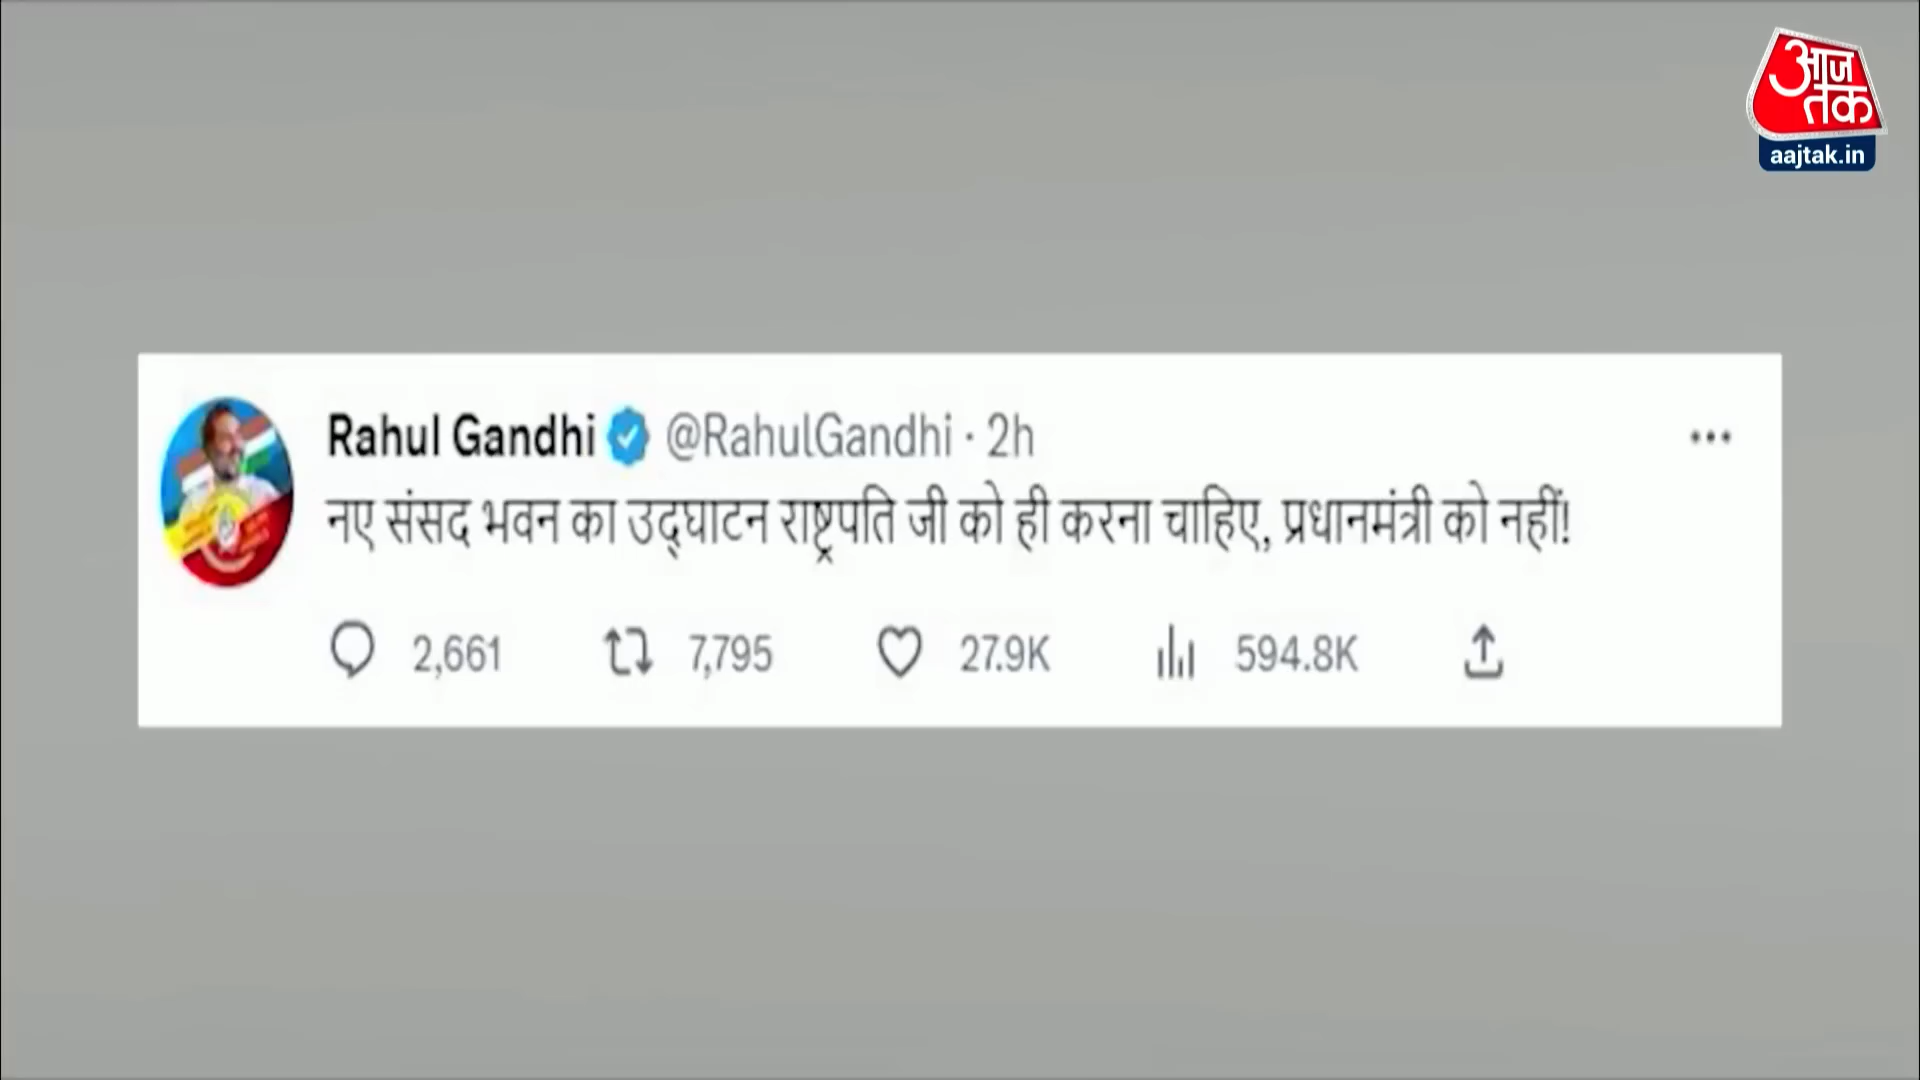 आज
तक
aajtak.in
Rahul Gandhi @RahulGandhi · 2h
नए संसद भवन का उद्घाटन राष्ट्रपति जी को ही करना चाहिए, प्रधानमंत्री को नहीं!
2,661 7,795 27.9K 594.8K